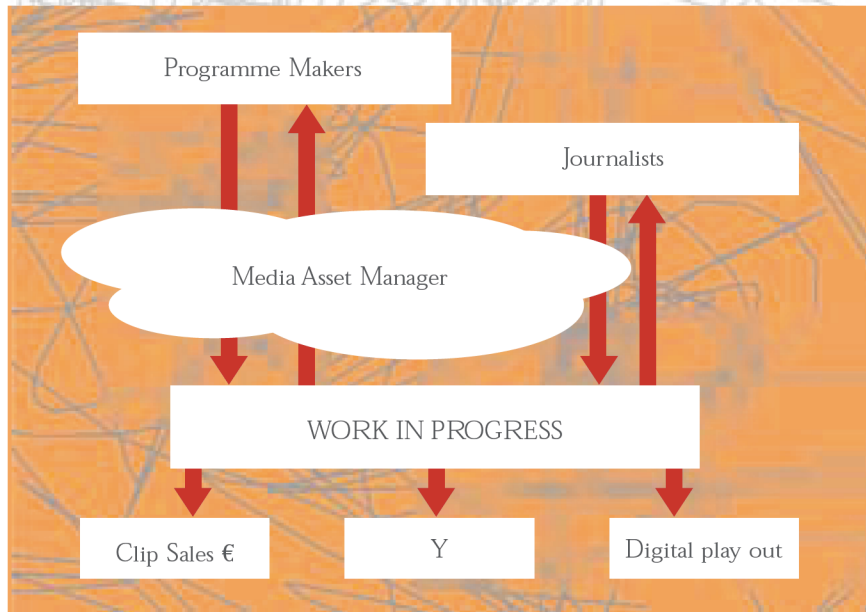 Programme Makers
Journalists
Media Asset Manager
WORK IN PROGRESS
Clip Sales €
Y
Digital play out